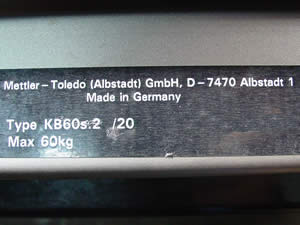 Mettler-Toledo (Albstadt) GmbH, D-7470 Albstadt 1
Made in Germany
Type KB60s.2 /20
Max 60kg